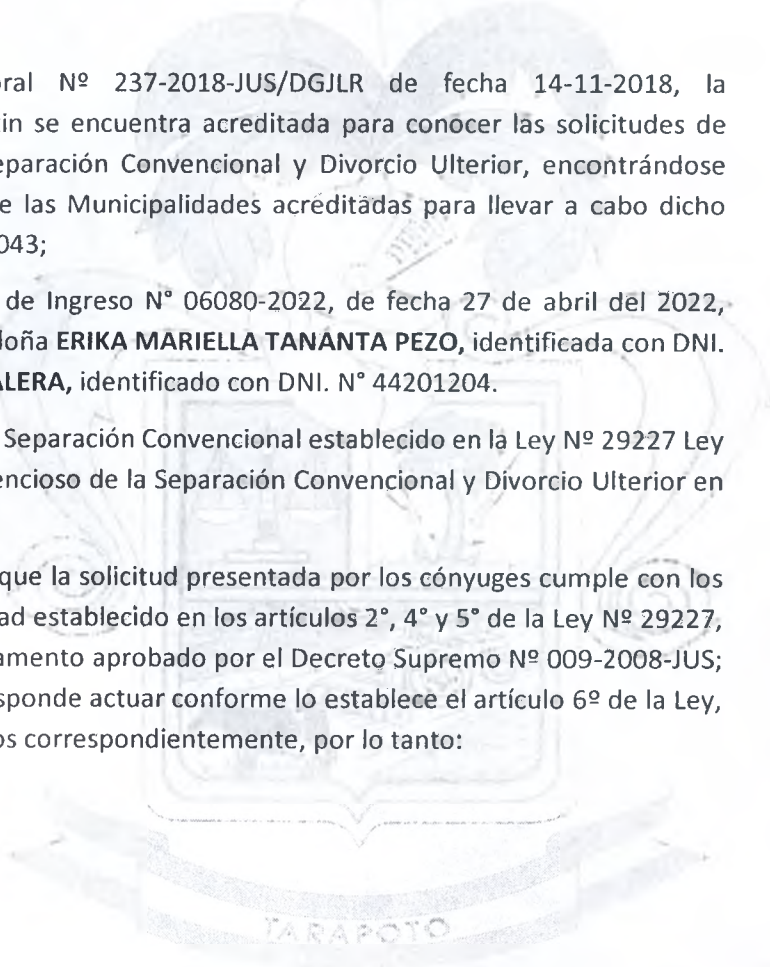 oral Nº 237-2018-JUS/DGJLR de fecha 14-11-2018, la
in se encuentra acreditada para conocer las solicitudes de
eparación Convencional y Divorcio Ulterior, encontrándose
e las Municipalidades acreditadas para llevar a cabo dicho
043;
de Ingreso N° 06080-2022, de fecha 27 de abril del 2022,
doña ERIKA MARIELLA TANANTA PEZO, identificada con DNI.
ALERA, identificado con DNI. N° 44201204.
Separación Convencional establecido en la Ley Nº 29227 Ley
encioso de la Separación Convencional y Divorcio Ulterior en
que la solicitud presentada por los cónyuges cumple con los
ad establecido en los artículos 2°, 4° y 5° de la Ley Nº 29227,
amento aprobado por el Decreto Supremo Nº 009-2008-JUS;
sponde actuar conforme lo establece el artículo 6º de la Ley,
os correspondientemente, por lo tanto:
TARAPOTO